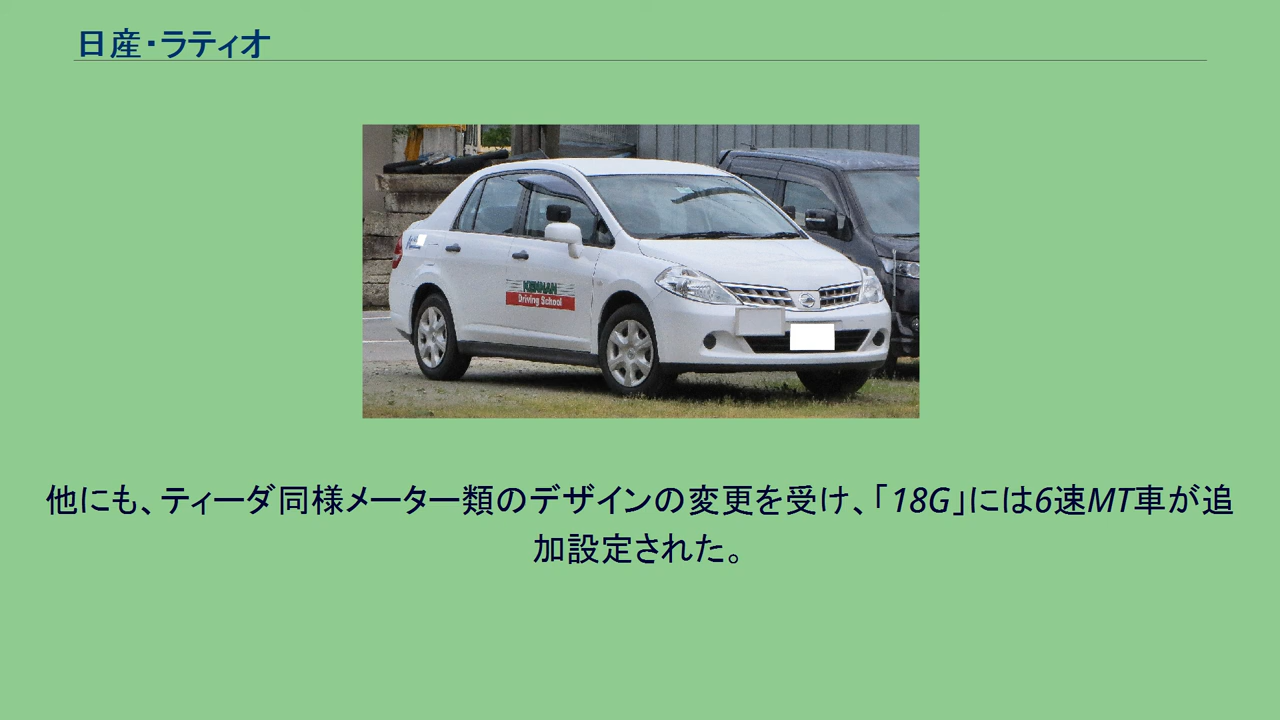 日産・ラティオ
KONNAN
Driving School
他にも、ティーダ同様メーター類のデザインの変更を受け、「18G」には6速MT車が追
加設定された。